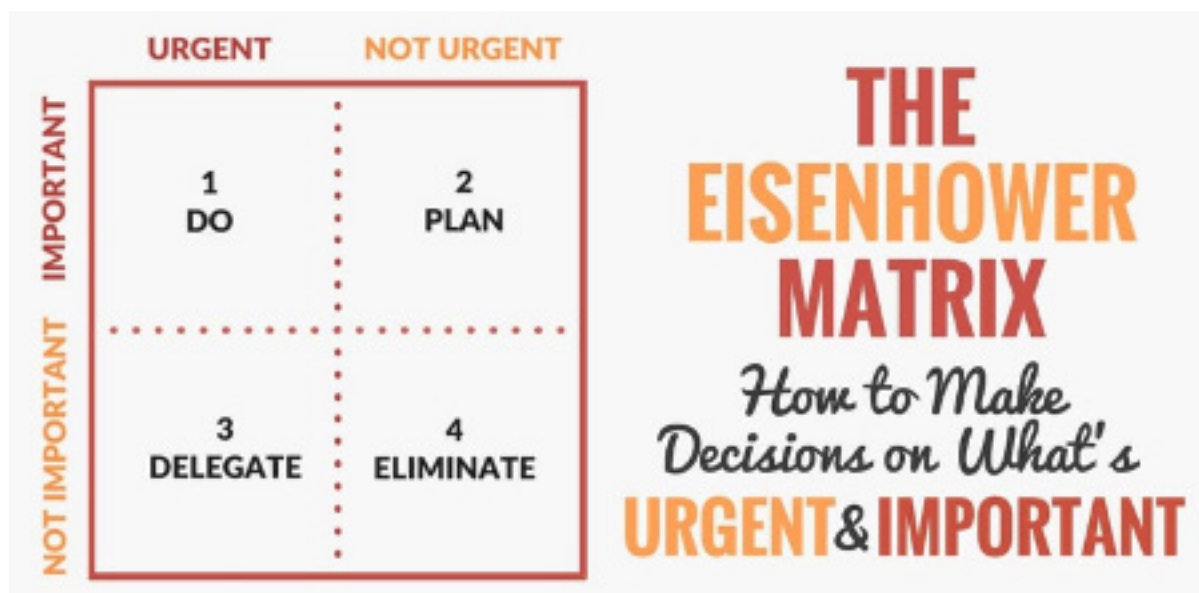 URGENT NOT URGENT
IMPORTANT
1
DO
2
PLAN
NOT IMPORTANT
3
DELEGATE
4
ELIMINATE
THE
EISENHOWER
MATRIX
How to Make
Decisions on What's
URGENT & IMPORTANT